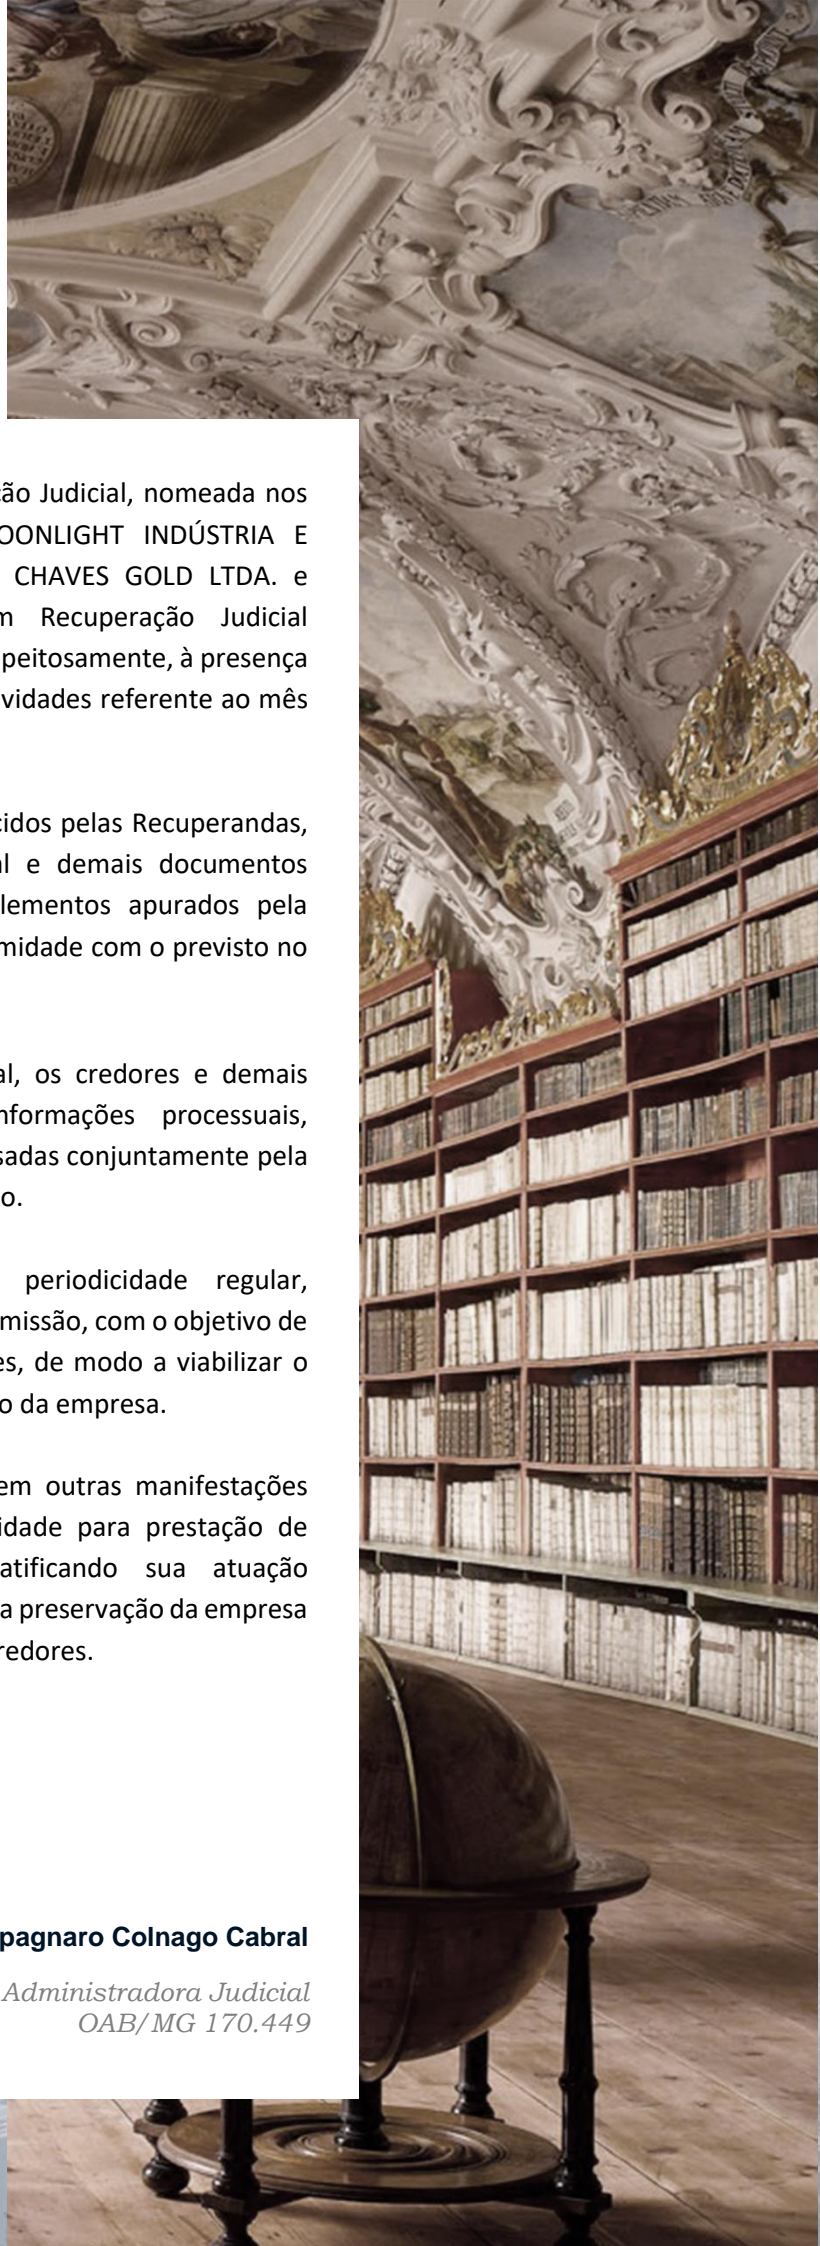 ão Judicial, nomeada nos
OONLIGHT INDÚSTRIA E
CHAVES GOLD LTDA. e
m Recuperação Judicial
peitosamente, à presença
vidades referente ao mês
cidos pelas Recuperandas,
al e demais documentos
lementos apurados pela
midade com o previsto no
al, os credores e demais
nformações processuais,
sadas conjuntamente pela
o.
periodicidade regular,
missão, com o objetivo de
es, de modo a viabilizar o
o da empresa.
em outras manifestações
idade para prestação de
atificando sua atuação
a preservação da empresa
redores.
pagnaro Colnago Cabral
Administradora Judicial
OAB/MG 170.449